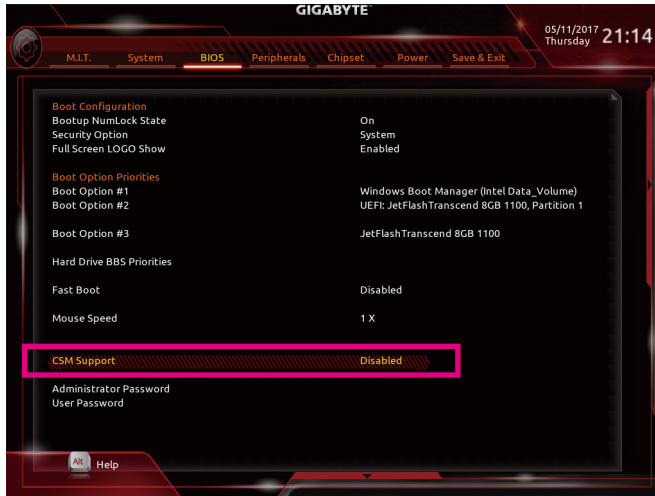 GIGABYTE™
05/11/2017
Thursday
21:14
M.I.T. System BIOS Peripherals Chipset Power Save & Exit
Boot Configuration
Bootup NumLock State On
Security Option System
Full Screen LOGO Show Enabled
Boot Option Priorities
Boot Option #1 Windows Boot Manager (Intel Data_Volume)
Boot Option #2 UEFI: JetFlashTranscend 8GB 1100, Partition 1
Boot Option #3 JetFlashTranscend 8GB 1100
Hard Drive BBS Priorities
Fast Boot Disabled
Mouse Speed 1 X
CSM Support Disabled
Administrator Password
User Password
Alt Help